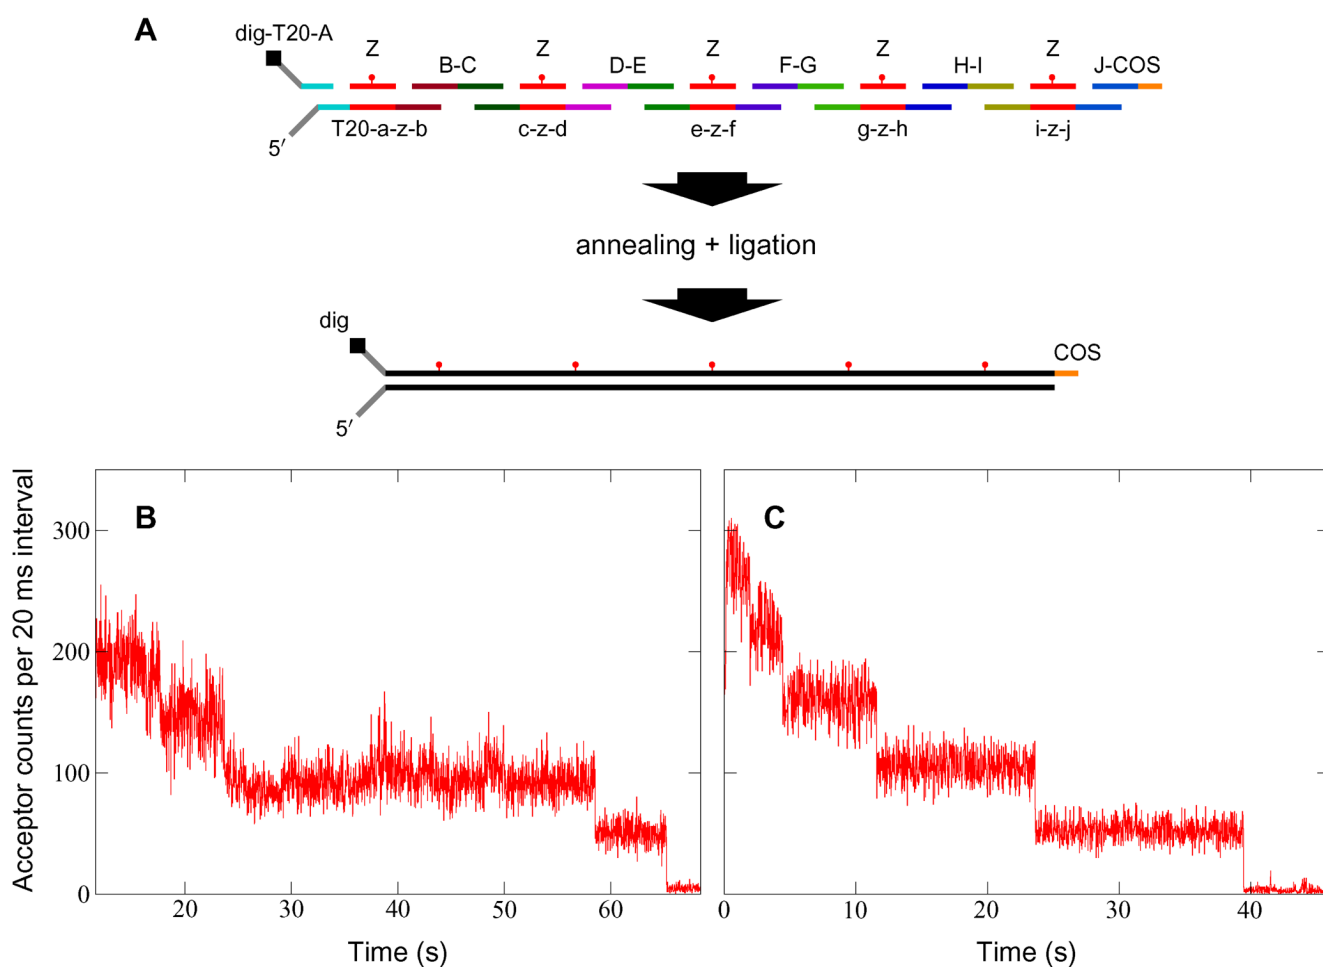 A
dig-T20-A
Z Z Z Z Z
B-C D-E F-G H-I J-COS
T20-a-z-b c-z-d e-z-f g-z-h i-z-j
5′
annealing + ligation
dig
COS
5′
B C
Acceptor counts per 20 ms interval
300
200
100
0
20 30 40 50 60
0 10 20 30 40
Time (s) Time (s)